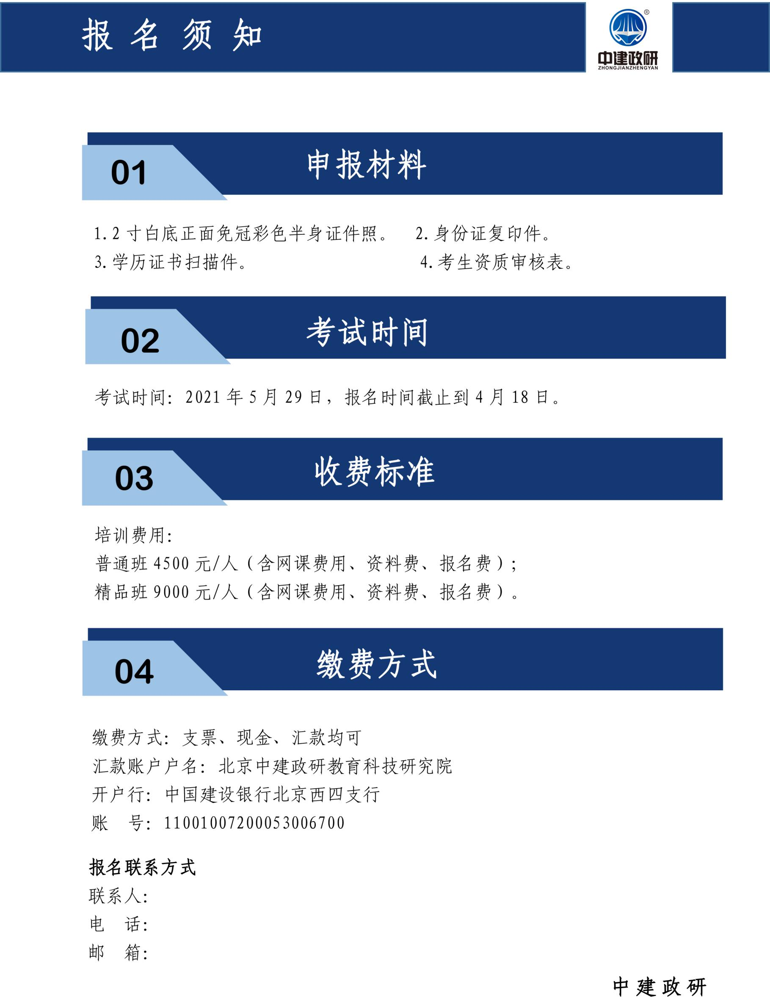 报名须知
®
中建政研
ZHONGJIANZHENGYAN
01
申报材料
1. 2 寸白底正面免冠彩色半身证件照。 2. 身份证复印件。
3. 学历证书扫描件。 4. 考生资质审核表。
02
考试时间
考试时间：2021 年 5 月 29 日，报名时间截止到 4 月 18 日。
03
收费标准
培训费用：
普通班 4500 元/人（含网课费用、资料费、报名费）；
精品班 9000 元/人（含网课费用、资料费、报名费）。
04
缴费方式
缴费方式：支票、现金、汇款均可
汇款账户户名：北京中建政研教育科技研究院
开户行：中国建设银行北京西四支行
账 号：11001007200053006700
报名联系方式
联系人：
电 话：
邮 箱：
中建政研